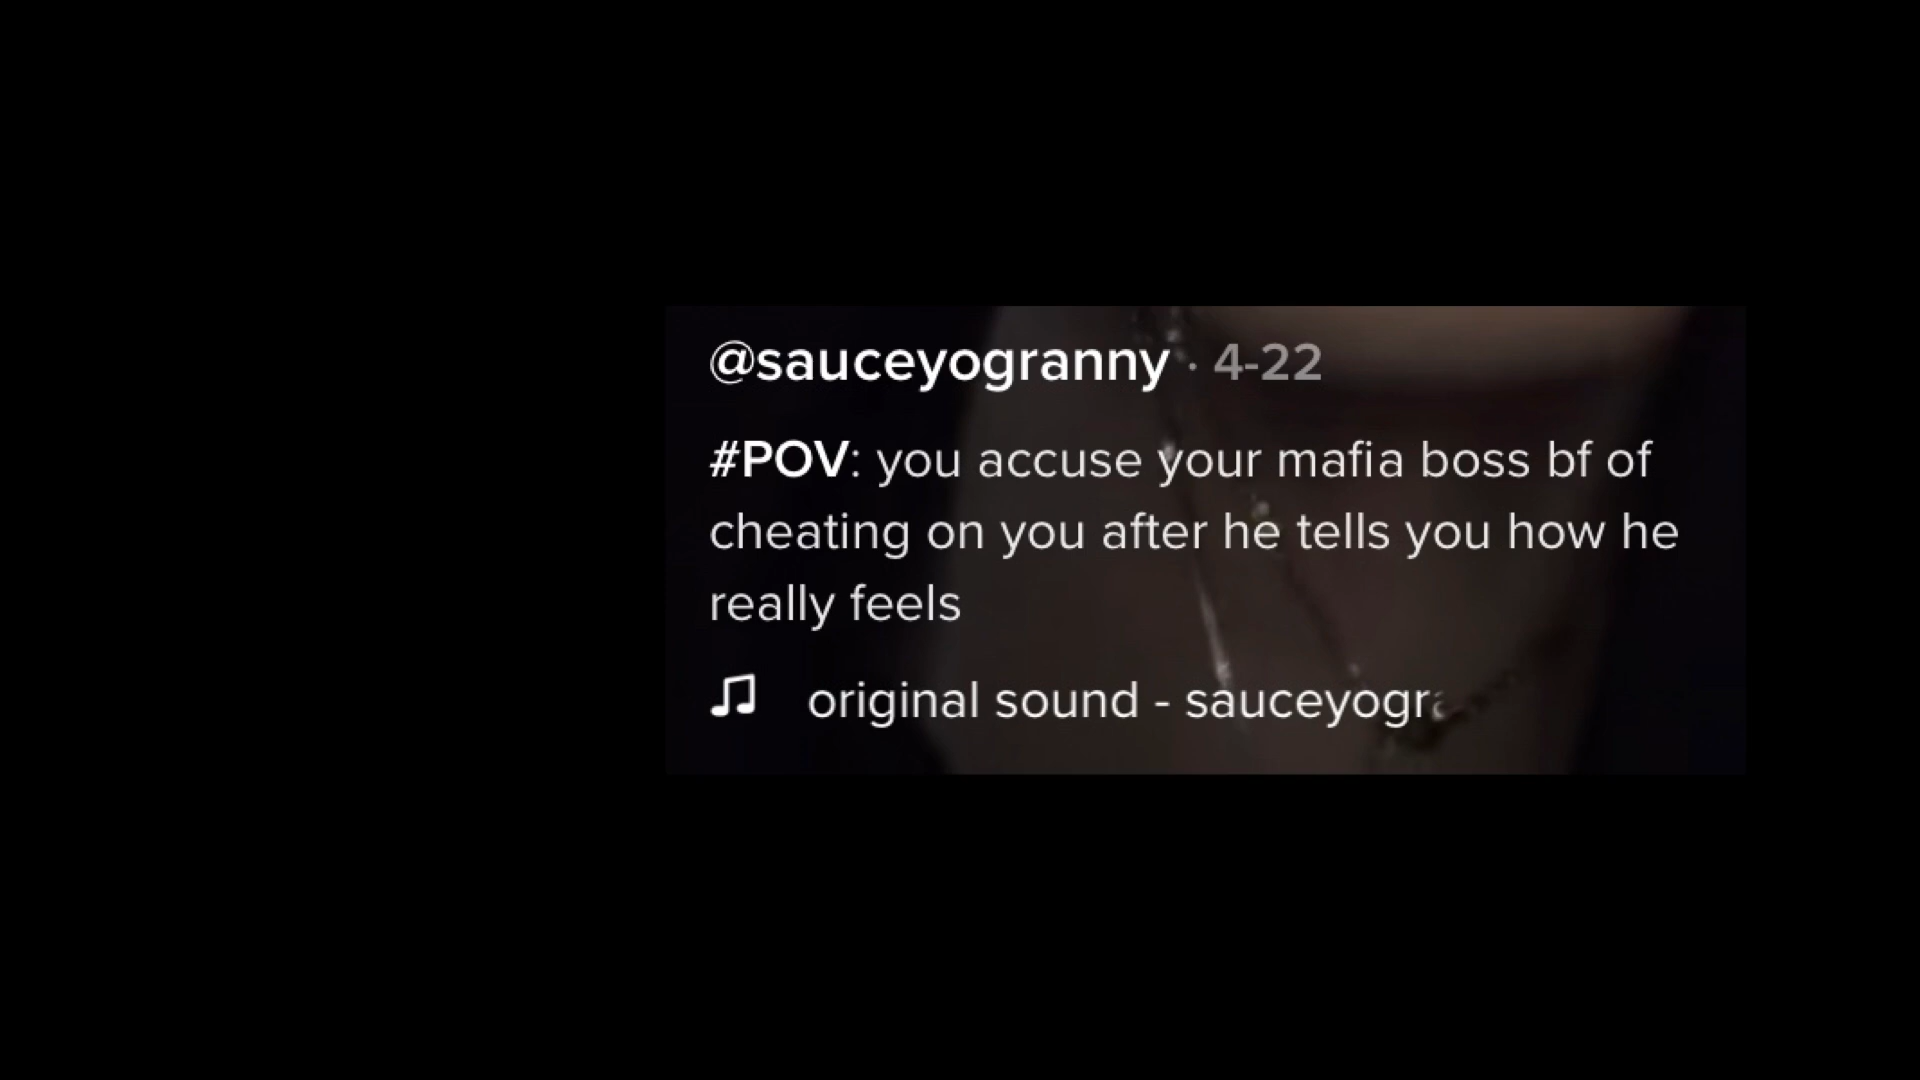 @sauceyogranny · 4-22
#POV: you accuse your mafia boss bf of
cheating on you after he tells you how he
really feels
original sound - sauceyogra